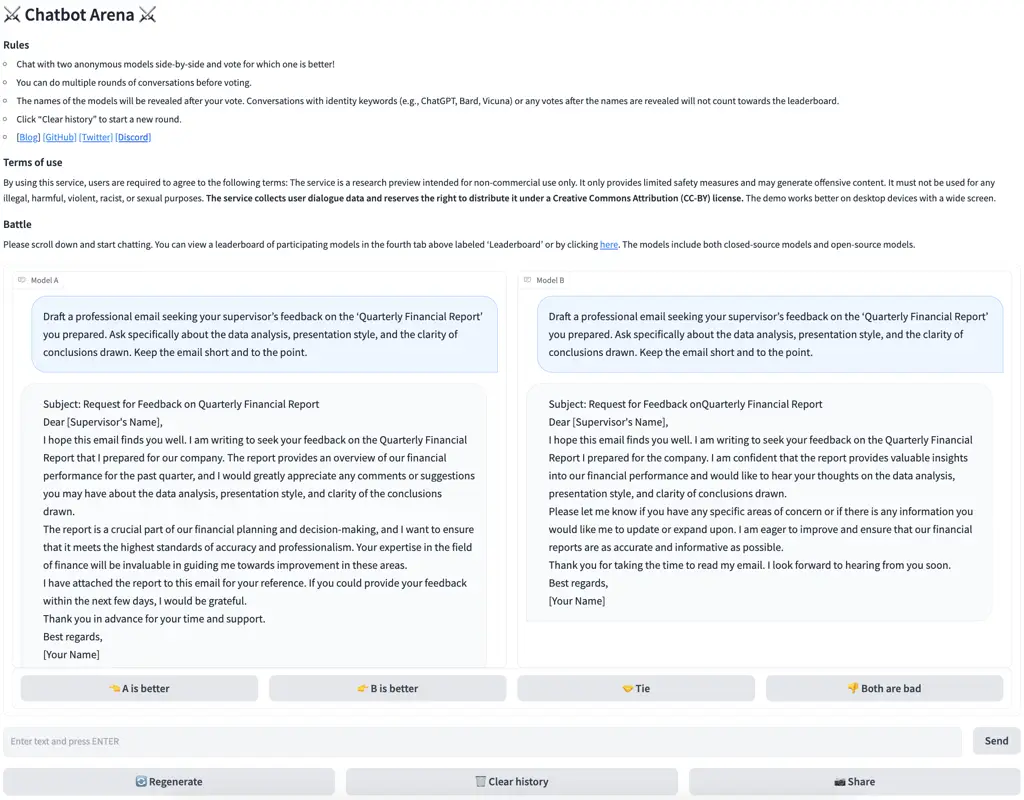 ⚔ Chatbot Arena ⚔
Rules
Chat with two anonymous models side-by-side and vote for which one is better!
You can do multiple rounds of conversations before voting.
The names of the models will be revealed after your vote. Conversations with identity keywords (e.g., ChatGPT, Bard, Vicuna) or any votes after the names are revealed will not count towards the leaderboard.
Click “Clear history” to start a new round.
[Blog] [GitHub] [Twitter] [Discord]
Terms of use
By using this service, users are required to agree to the following terms: The service is a research preview intended for non-commercial use only. It only provides limited safety measures and may generate offensive content. It must not be used for any
illegal, harmful, violent, racist, or sexual purposes. The service collects user dialogue data and reserves the right to distribute it under a Creative Commons Attribution (CC-BY) license. The demo works better on desktop devices with a wide screen.
Battle
Please scroll down and start chatting. You can view a leaderboard of participating models in the fourth tab above labeled ‘Leaderboard’ or by clicking here. The models include both closed-source models and open-source models.
Model A
Draft a professional email seeking your supervisor’s feedback on the ‘Quarterly Financial Report’
you prepared. Ask specifically about the data analysis, presentation style, and the clarity of
conclusions drawn. Keep the email short and to the point.
Subject: Request for Feedback on Quarterly Financial Report
Dear [Supervisor's Name],
I hope this email finds you well. I am writing to seek your feedback on the Quarterly Financial
Report that I prepared for our company. The report provides an overview of our financial
performance for the past quarter, and I would greatly appreciate any comments or suggestions
you may have about the data analysis, presentation style, and clarity of the conclusions
drawn.
The report is a crucial part of our financial planning and decision-making, and I want to ensure
that it meets the highest standards of accuracy and professionalism. Your expertise in the field
of finance will be invaluable in guiding me towards improvement in these areas.
I have attached the report to this email for your reference. If you could provide your feedback
within the next few days, I would be grateful.
Thank you in advance for your time and support.
Best regards,
[Your Name]
Model B
Draft a professional email seeking your supervisor’s feedback on the ‘Quarterly Financial Report’
you prepared. Ask specifically about the data analysis, presentation style, and the clarity of
conclusions drawn. Keep the email short and to the point.
Subject: Request for Feedback onQuarterly Financial Report
Dear [Supervisor's Name],
I hope this email finds you well. I am writing to seek your feedback on the Quarterly Financial
Report I prepared for the company. I am confident that the report provides valuable insights
into our financial performance and would like to hear your thoughts on the data analysis,
presentation style, and clarity of conclusions drawn.
Please let me know if you have any specific areas of concern or if there is any information you
would like me to update or expand upon. I am eager to improve and ensure that our financial
reports are as accurate and informative as possible.
Thank you for taking the time to read my email. I look forward to hearing from you soon.
Best regards,
[Your Name]
👈 A is better
👉 B is better
🤝 Tie
👎 Both are bad
Enter text and press ENTER
Send
🔄 Regenerate
🗑️ Clear history
📷 Share